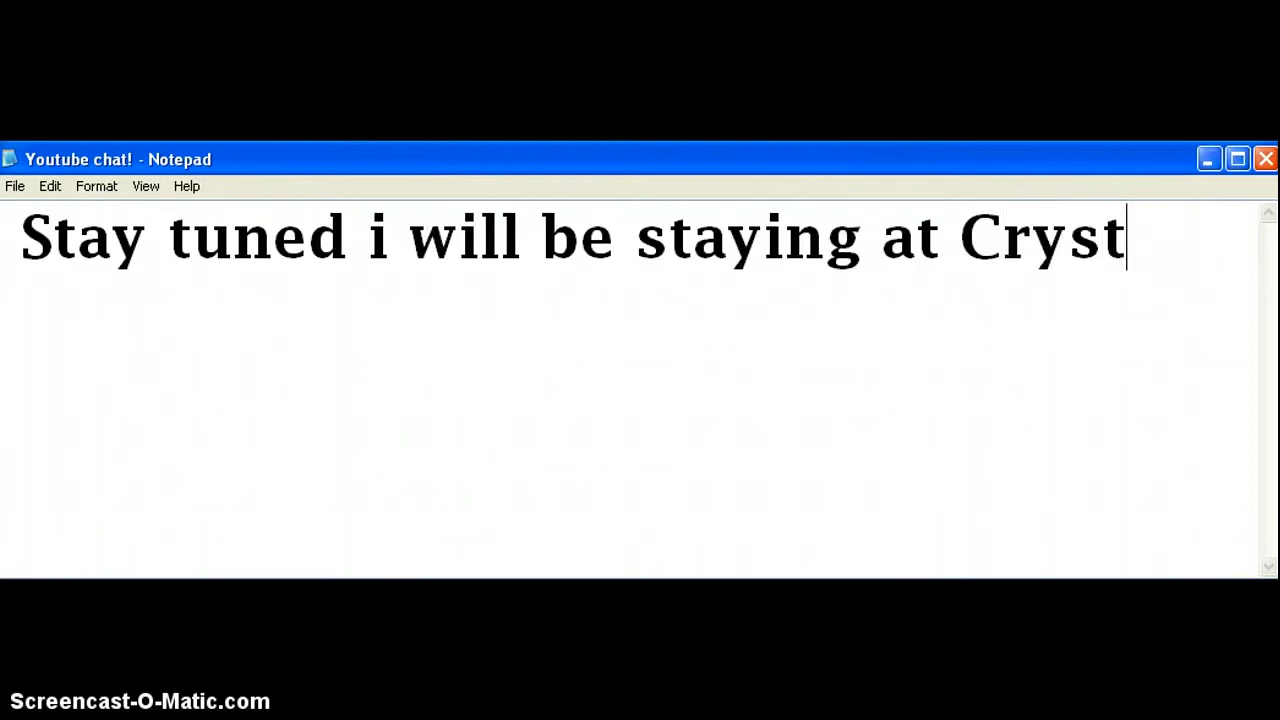 Youtube chat! - Notepad
File Edit Format View Help
Stay tuned i will be staying at Cryst
Screencast-O-Matic.com